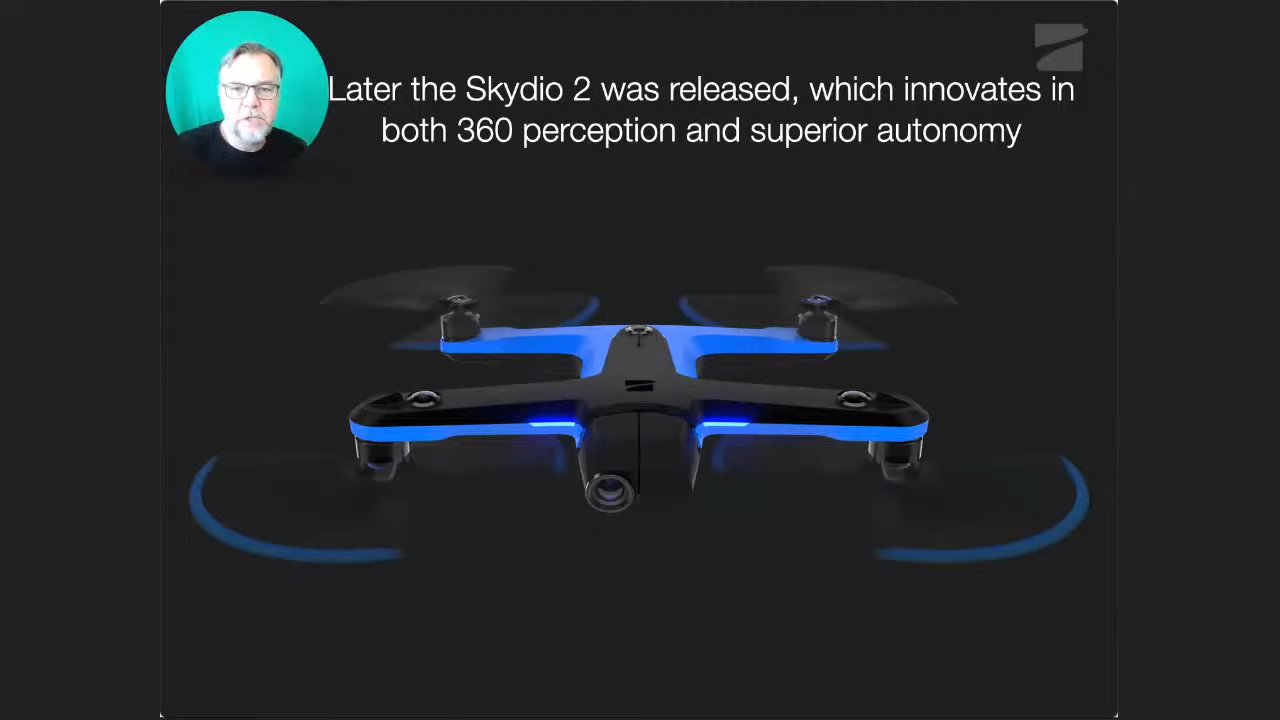 Later the Skydio 2 was released, which innovates in
both 360 perception and superior autonomy